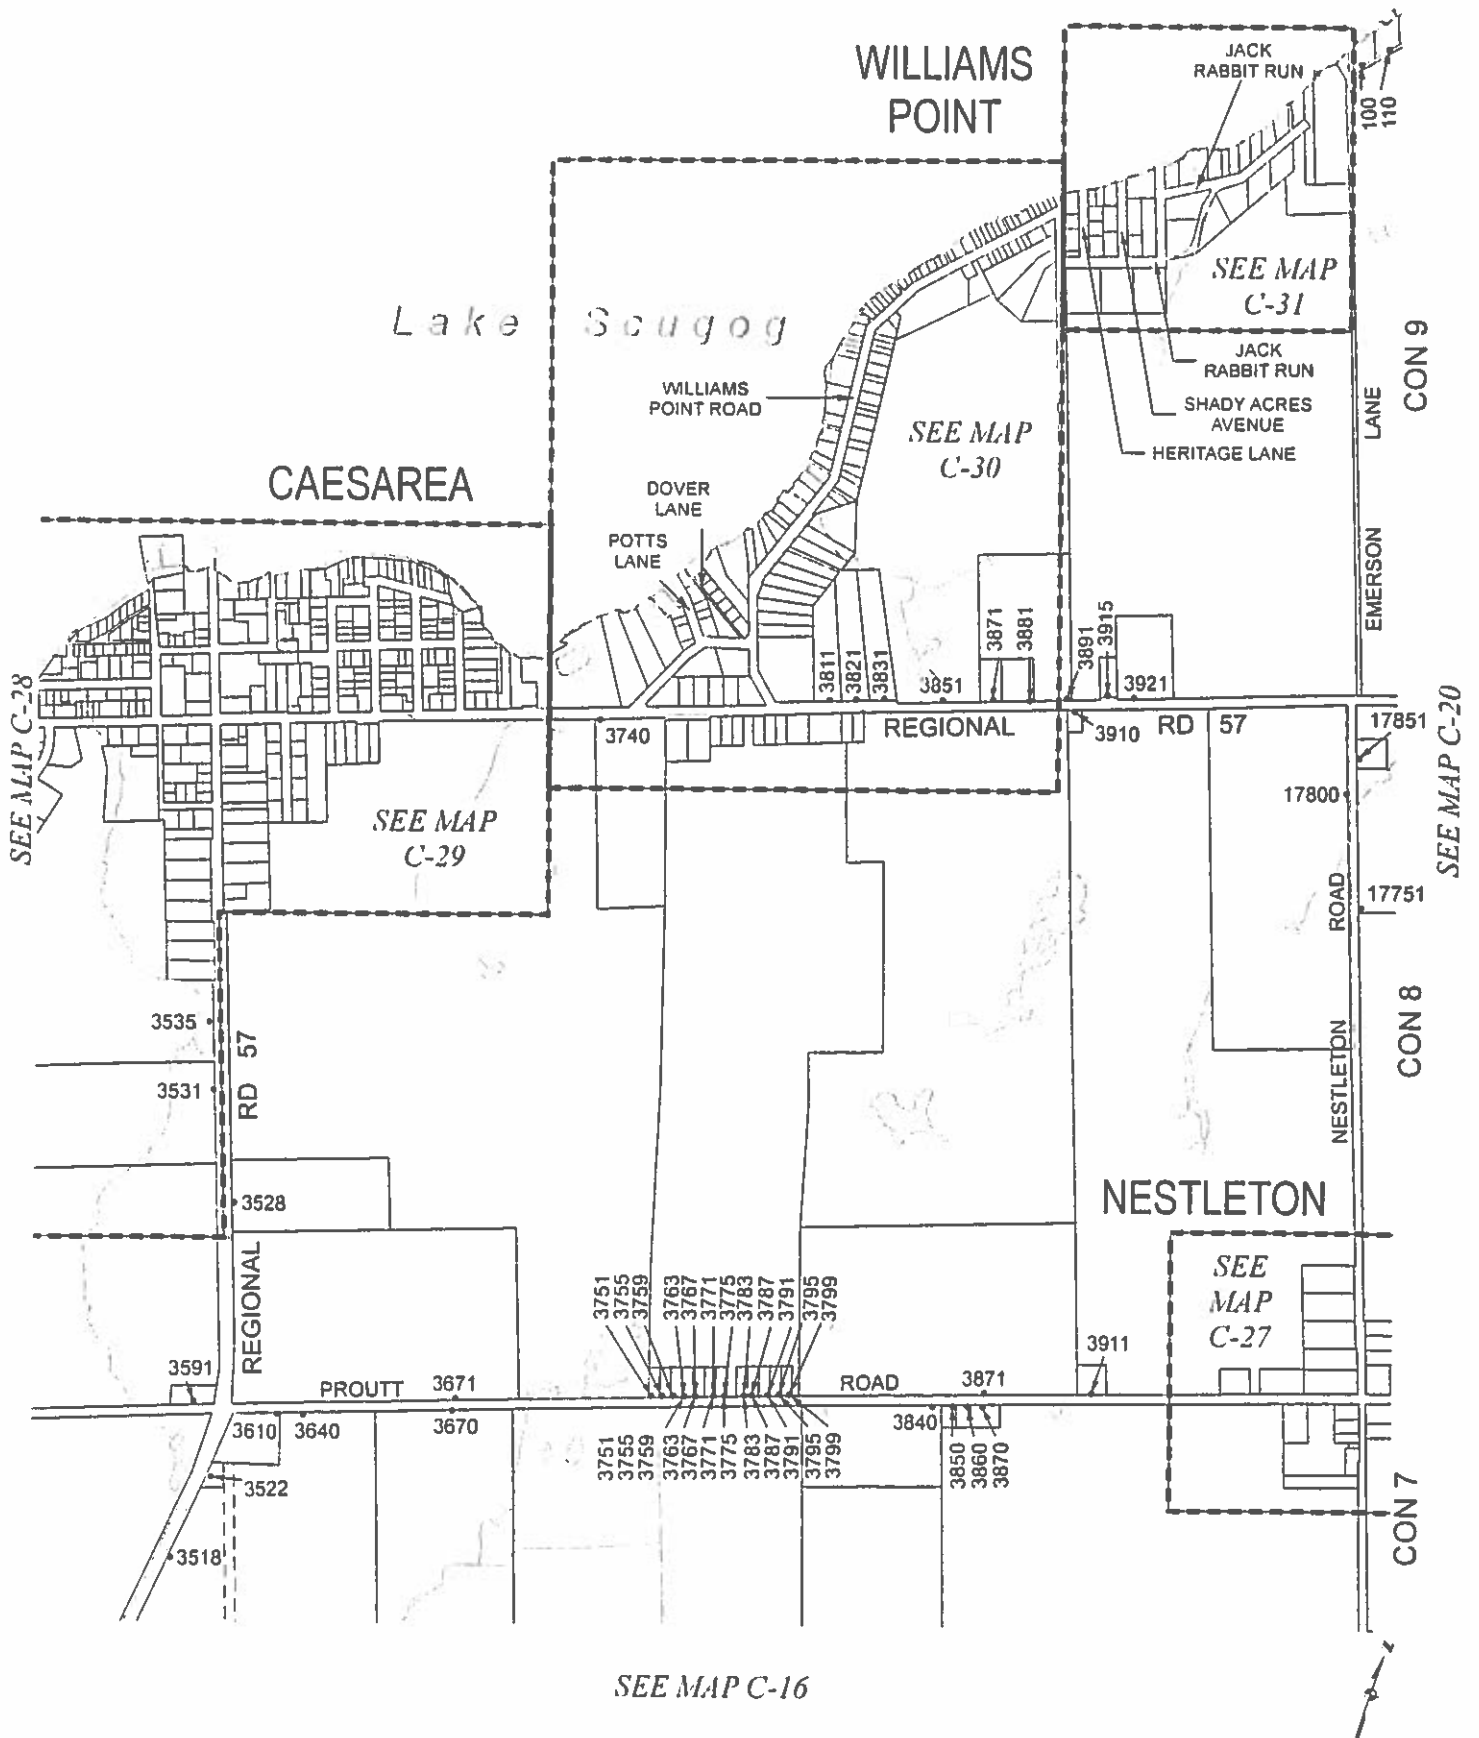 WILLIAMS
POINT
JACK
RABBIT RUN
100
110
SEE MAP
C-31
Lake Scugog
JACK
RABBIT RUN
SHADY ACRES
AVENUE
HERITAGE LANE
CON 9
EMERSON LANE
WILLIAMS
POINT ROAD
SEE MAP
C-30
CAESAREA
DOVER
LANE
POTTS
LANE
3811
3821
3831
3851
3871
3881
3891
3915
3921
SEE MAP C-28
3740
REGIONAL RD 57
3910
17851
17800
17751
SEE MAP C-20
SEE MAP
C-29
NESTLETON ROAD
CON 8
3535
3531
3528
REGIONAL RD 57
NESTLETON
SEE
MAP
C-27
3751
3755
3759
3763
3767
3771
3775
3783
3787
3791
3795
3799
3591
PROUTT ROAD
3671
3871
3911
3610
3640
3670
3840
3850
3860
3870
3751
3755
3759
3763
3767
3771
3775
3783
3787
3791
3795
3799
3522
3518
CON 7
SEE MAP C-16